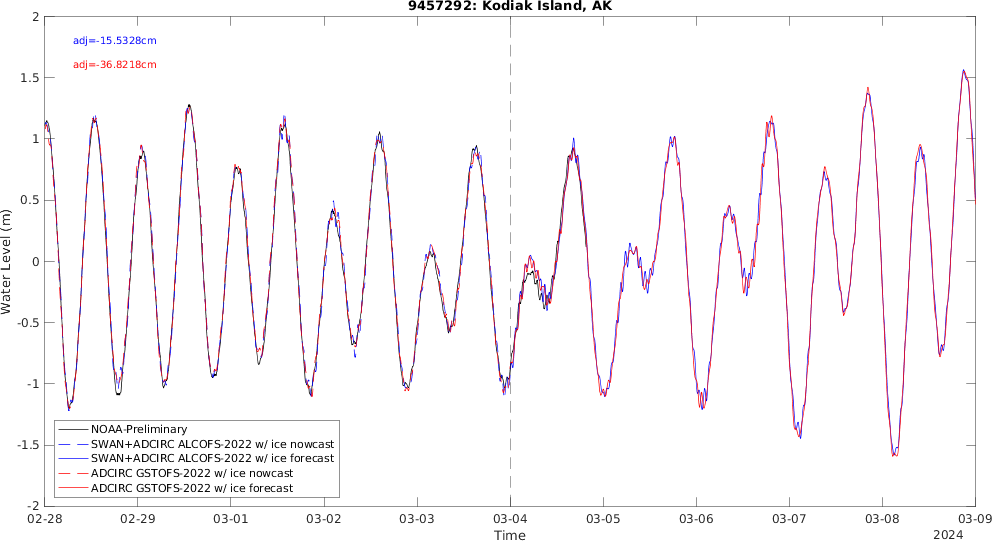 9457292: Kodiak Island, AK
adj=-15.5328cm
adj=-36.8218cm
Water Level (m)
2
1.5
1
0.5
0
-0.5
-1
-1.5
-2
NOAA-Preliminary
SWAN+ADCIRC ALCOFS-2022 w/ ice nowcast
SWAN+ADCIRC ALCOFS-2022 w/ ice forecast
ADCIRC GSTOFS-2022 w/ ice nowcast
ADCIRC GSTOFS-2022 w/ ice forecast
02-28 02-29 03-01 03-02 03-03 03-04 03-05 03-06 03-07 03-08 03-09
Time
2024